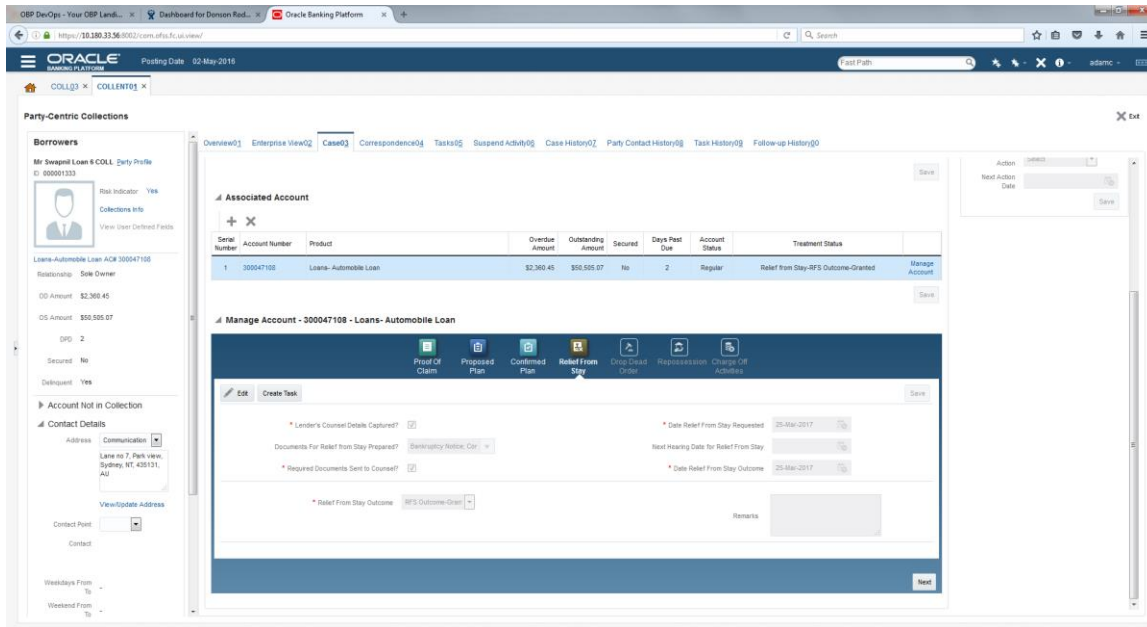 OBP DevOps - Your OBP Landi... × Dashboard for Donson Rod... × Oracle Banking Platform × +
https://10.180.33.56:8002/com.ofss.fc.ui.view/ Search
ORACLE Posting Date 02-May-2016 Fast Path adamc
BANKING PLATFORM
COLL03 × COLLENT01 ×
Party-Centric Collections Exit
Borrowers
Mr Swapnil Loan 6 COLL Party Profile
ID 000001333
Risk Indicator Yes
Collections Info
View User Defined Fields
Loans-Automobile Loan AC# 300047108
Relationship Sole Owner
OD Amount $2,360.45
OS Amount $50,505.07
DPD 2
Secured No
Delinquent Yes
Account Not in Collection
Contact Details
Address Communication
Lane no 7, Park view,
Sydney, NT, 435131,
AU
View/Update Address
Contact Point
Contact
Weekdays From -
To
Weekend From -
To
Overview01 Enterprise View02 Case03 Correspondence04 Tasks05 Suspend Activity06 Case History07 Party Contact History08 Task History09 Follow-up History00
Save
Associated Account
Serial Number Account Number Product Overdue Amount Outstanding Amount Secured Days Past Due Account Status Treatment Status
1 300047108 Loans- Automobile Loan $2,360.45 $50,505.07 No 2 Regular Relief from Stay-RFS Outcome-Granted Manage Account
Save
Manage Account - 300047108 - Loans- Automobile Loan
Proof Of Claim Proposed Plan Confirmed Plan Relief From Stay Drop Dead Order Repossession Charge Off Activities
Edit Create Task Save
* Lender's Counsel Details Captured? * Date Relief From Stay Requested 25-Mar-2017
Documents For Relief from Stay Prepared? Bankruptcy Notice; Cor Next Hearing Date for Relief From Stay
* Required Documents Sent to Counsel? * Date Relief From Stay Outcome 25-Mar-2017
* Relief From Stay Outcome RFS Outcome-Gran Remarks
Next
Action Select
Next Action Date
Save